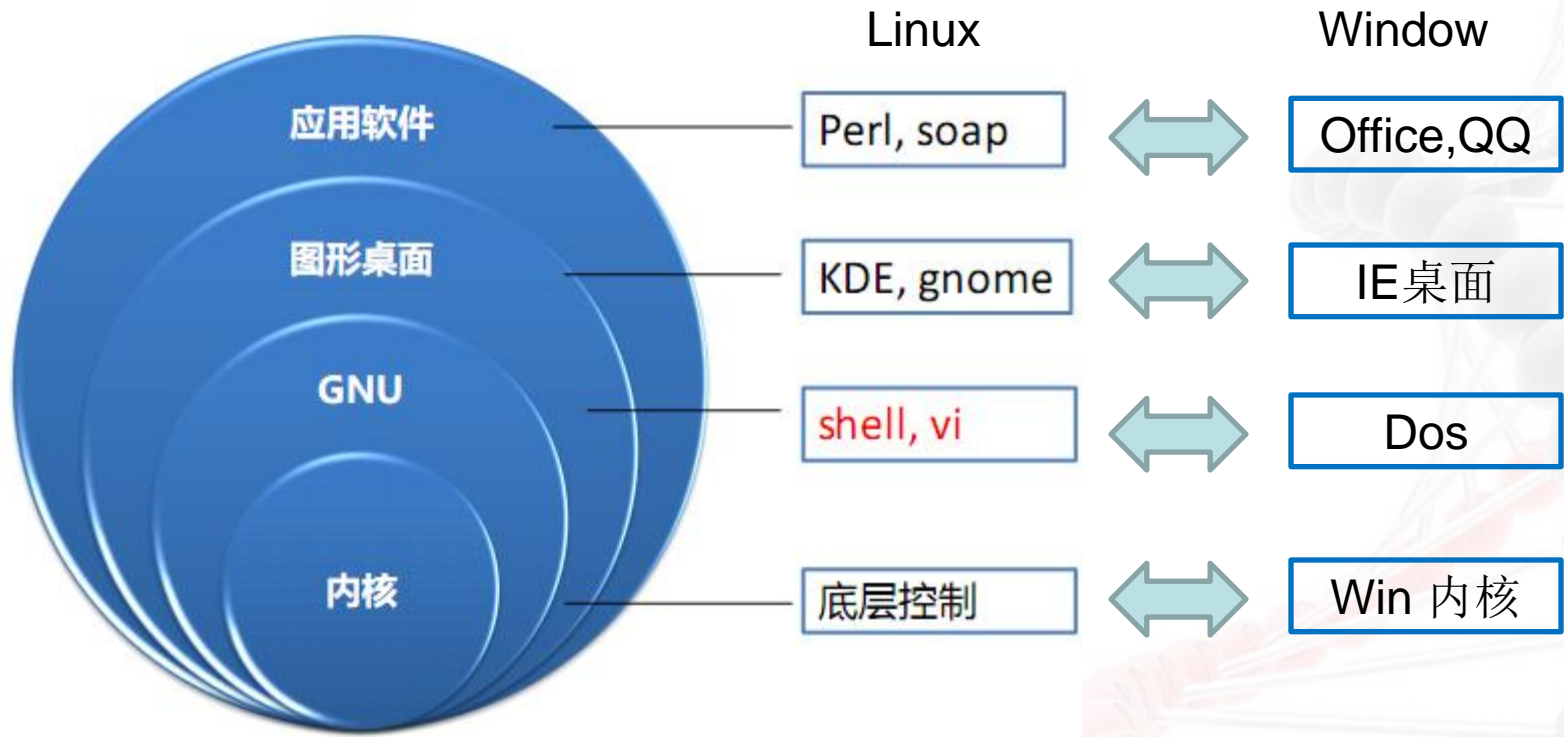 Linux
Window
应用软件
Perl, soap
Office,QQ
图形桌面
KDE, gnome
IE桌面
GNU
shell, vi
Dos
内核
底层控制
Win 内核